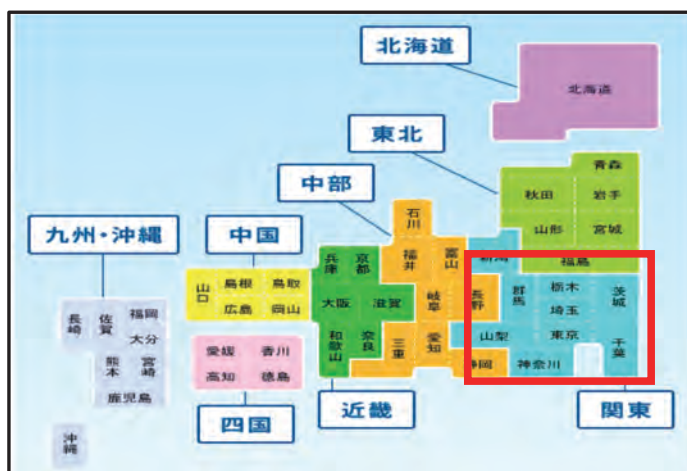 北海道
北海道
東北
青森
秋田
岩手
山形
宮城
福島
中部
石川
福井
富山
新潟
長野
岐阜
愛知
三重
静岡
群馬
栃木
茨城
埼玉
山梨
東京
千葉
神奈川
関東
九州・沖縄
長崎
佐賀
福岡
大分
熊本
宮崎
鹿児島
沖縄
中国
山口
島根
鳥取
広島
岡山
愛媛
香川
高知
徳島
四国
兵庫
京都
大阪
滋賀
和歌山
奈良
近畿